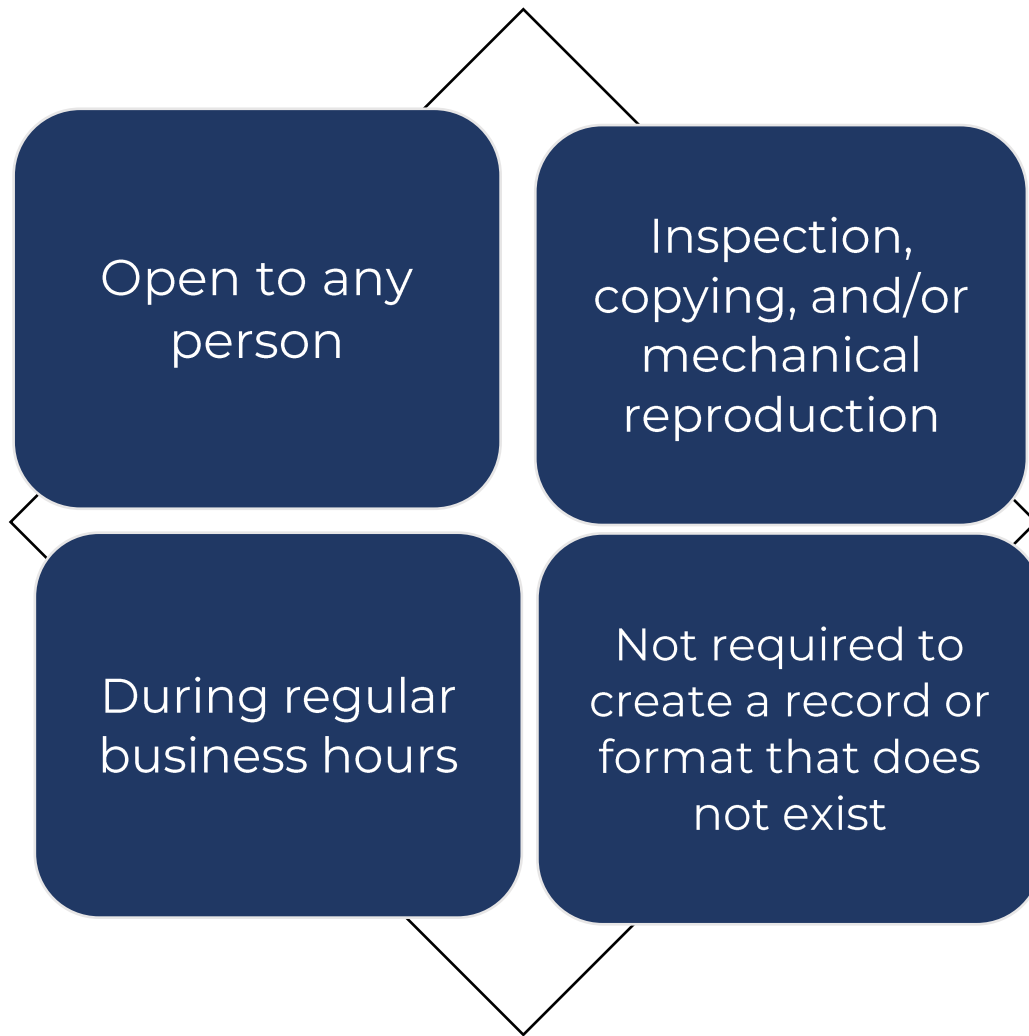 Open to any
person
Inspection,
copying, and/or
mechanical
reproduction
During regular
business hours
Not required to
create a record or
format that does
not exist